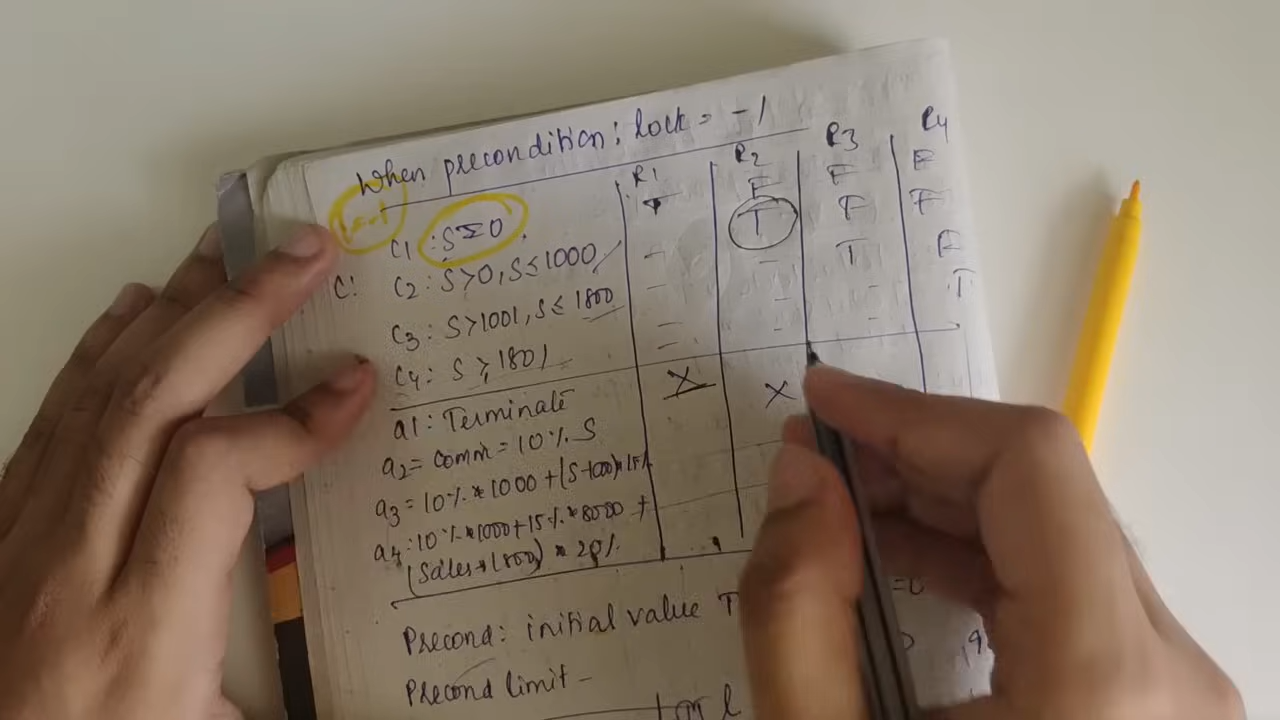 When precondition: lock = -1
R1 R2 R3 R4
C1 : S=0 F F F
C! C2 : S>0, S≤1000 - T F F
C3 : S>1001, S≤1800 - - T F
C4 : S≥1801 - - - T
a1: Terminate X X
a2 = comm = 10% S
a3 = 10% * 1000 + (S-1000) * 15%
a4: 10% * 1000 + 15% * 8000 +
(Sales * 1800) * 20%
Precond: initial value =0
Precond limit -